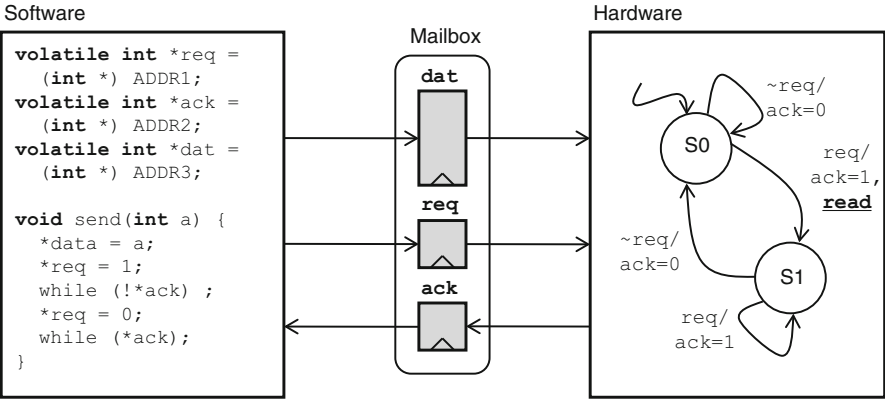 Software
volatile int *req =
(int *) ADDR1;
volatile int *ack =
(int *) ADDR2;
volatile int *dat =
(int *) ADDR3;
void send(int a) {
*data = a;
*req = 1;
while (!*ack) ;
*req = 0;
while (*ack);
}
Mailbox
dat
req
ack
Hardware
~req/
ack=0
S0
req/
ack=1,
read
~req/
ack=0
S1
req/
ack=1